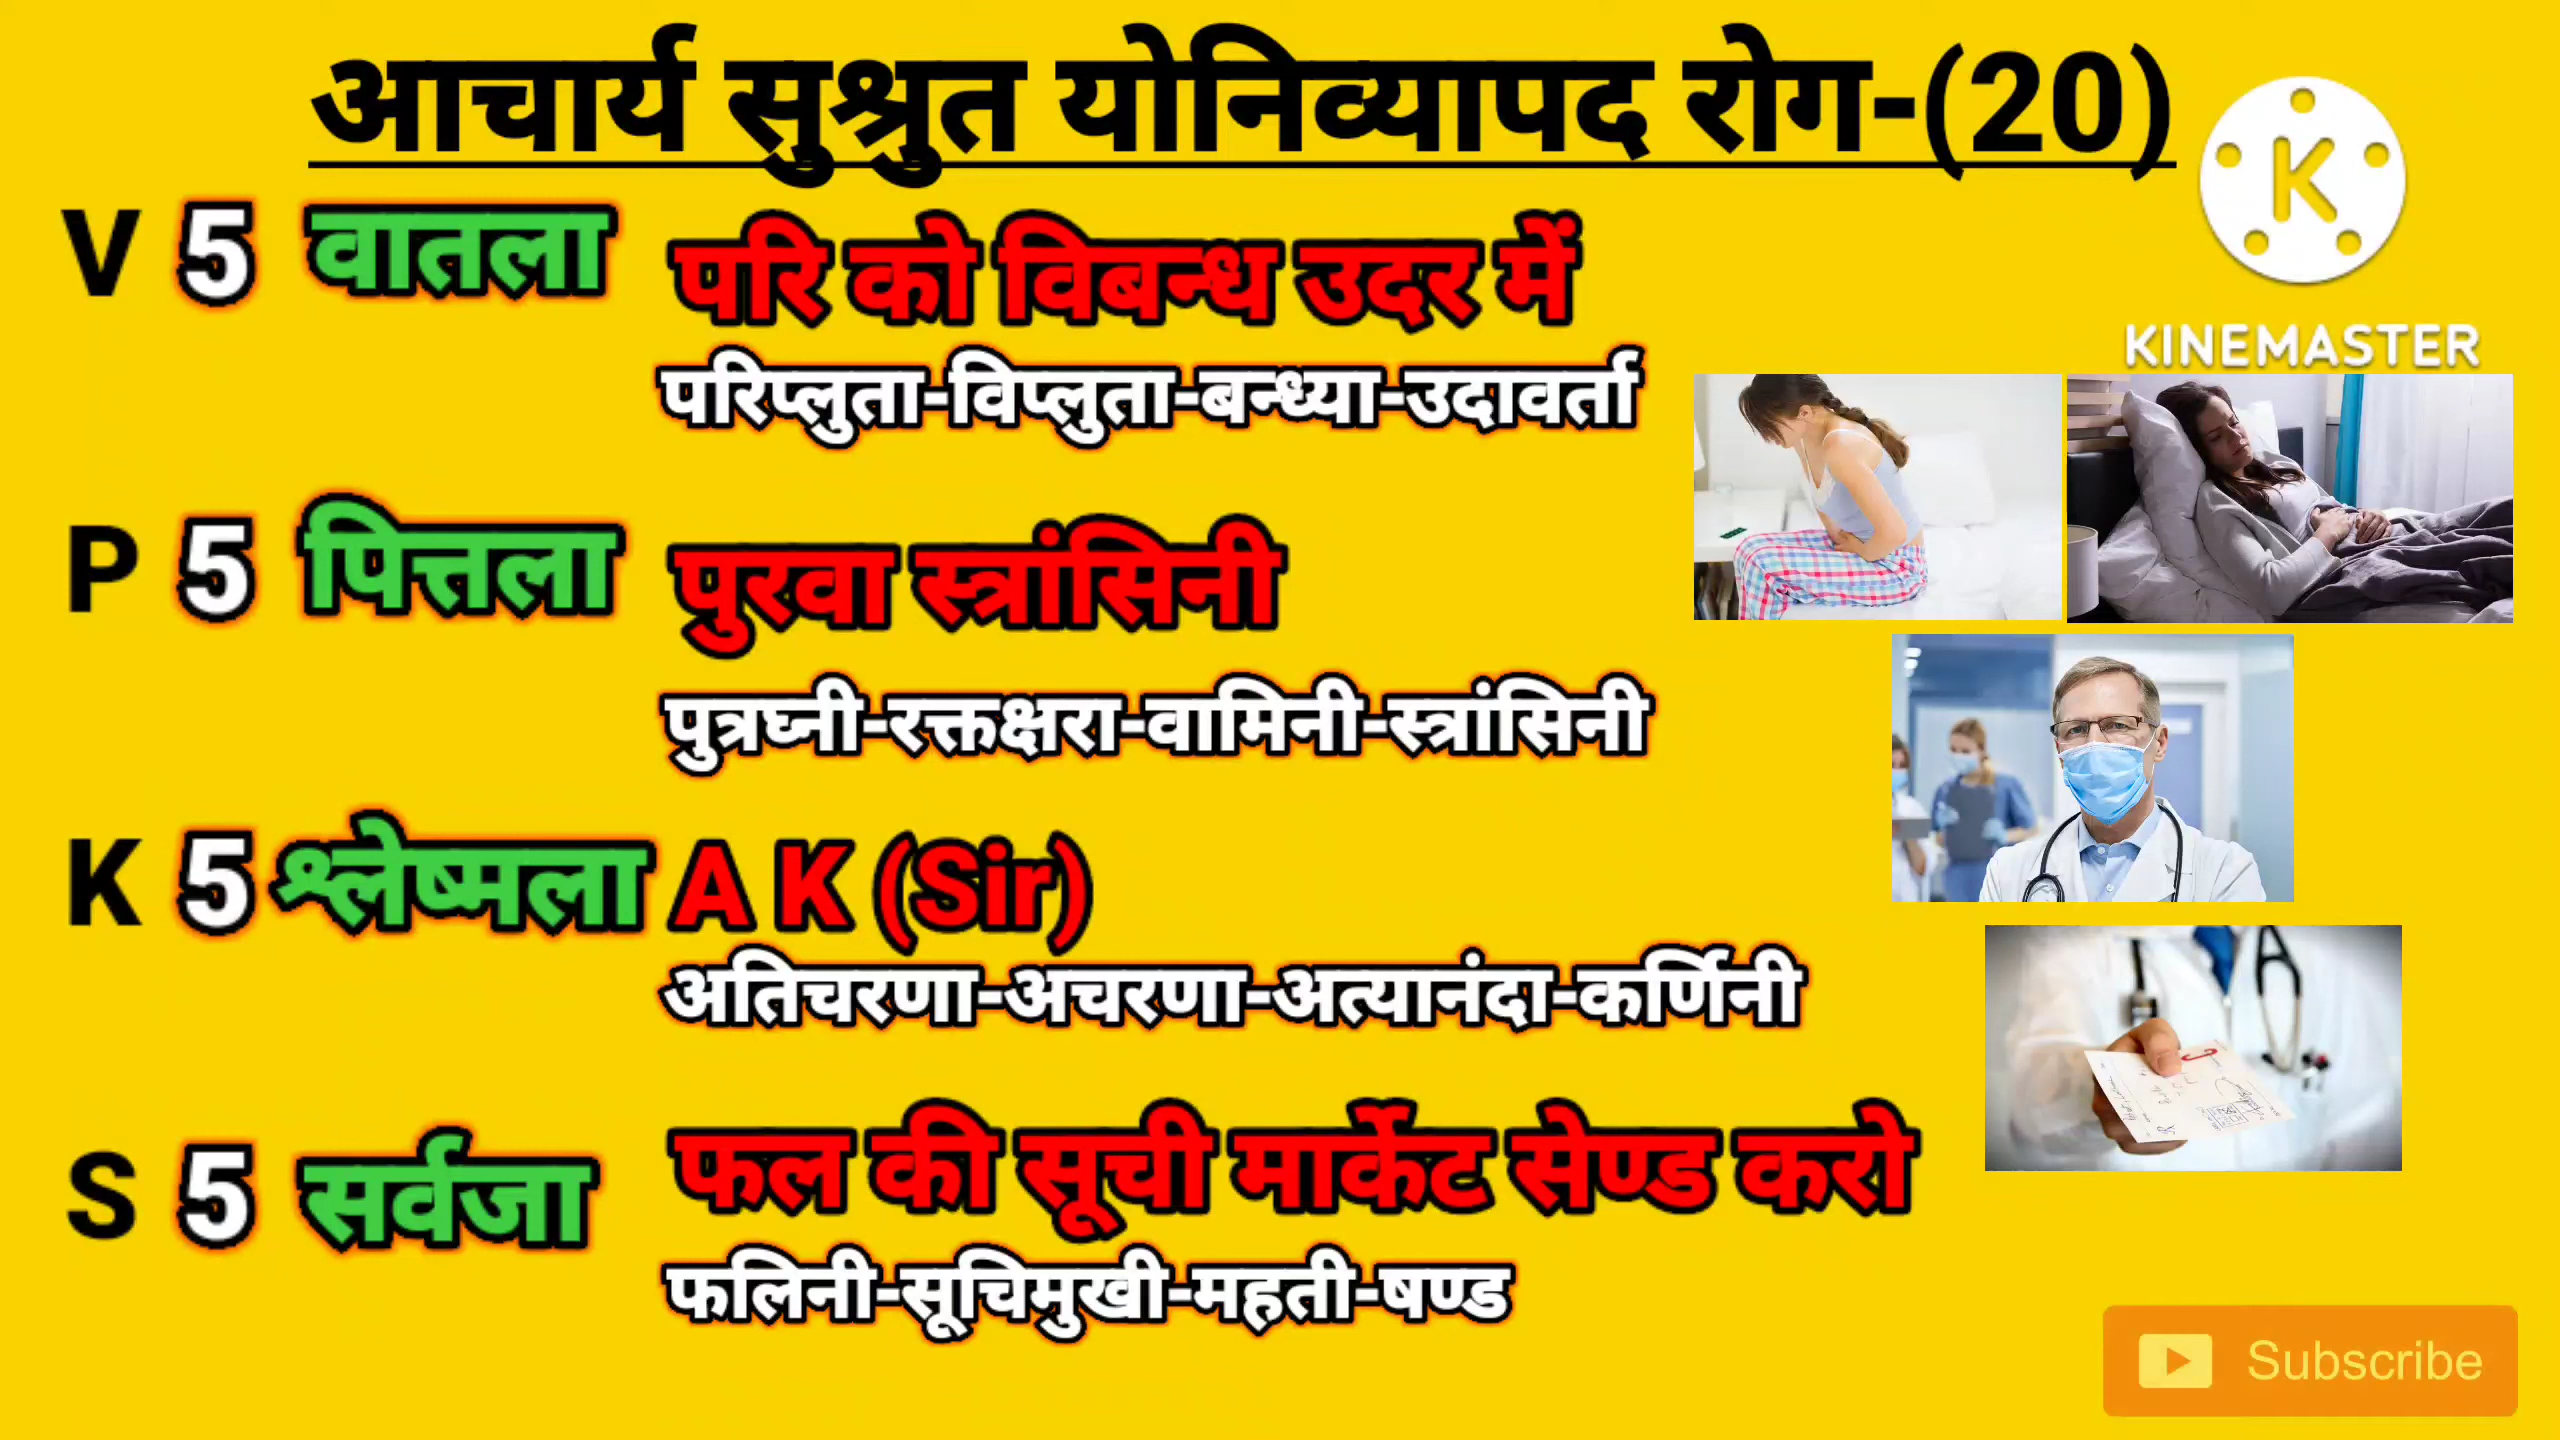 आचार्य सुश्रुत योनिव्यापद रोग-(20)
K
KINEMASTER
V 5 वातला परि को विबन्ध उदर में
परिप्लुता-विप्लुता-बन्ध्या-उदावर्ता
P 5 पित्तला पुरवा स्त्रांसिनी
पुत्रघ्नी-रक्तक्षरा-वामिनी-स्त्रांसिनी
K 5 श्लेष्मला A K (Sir)
अतिचरणा-अचरणा-अत्यानंदा-कर्णिनी
S 5 सर्वजा फल की सूची मार्केट सेण्ड करो
फलिनी-सूचिमुखी-महती-षण्ड
Subscribe